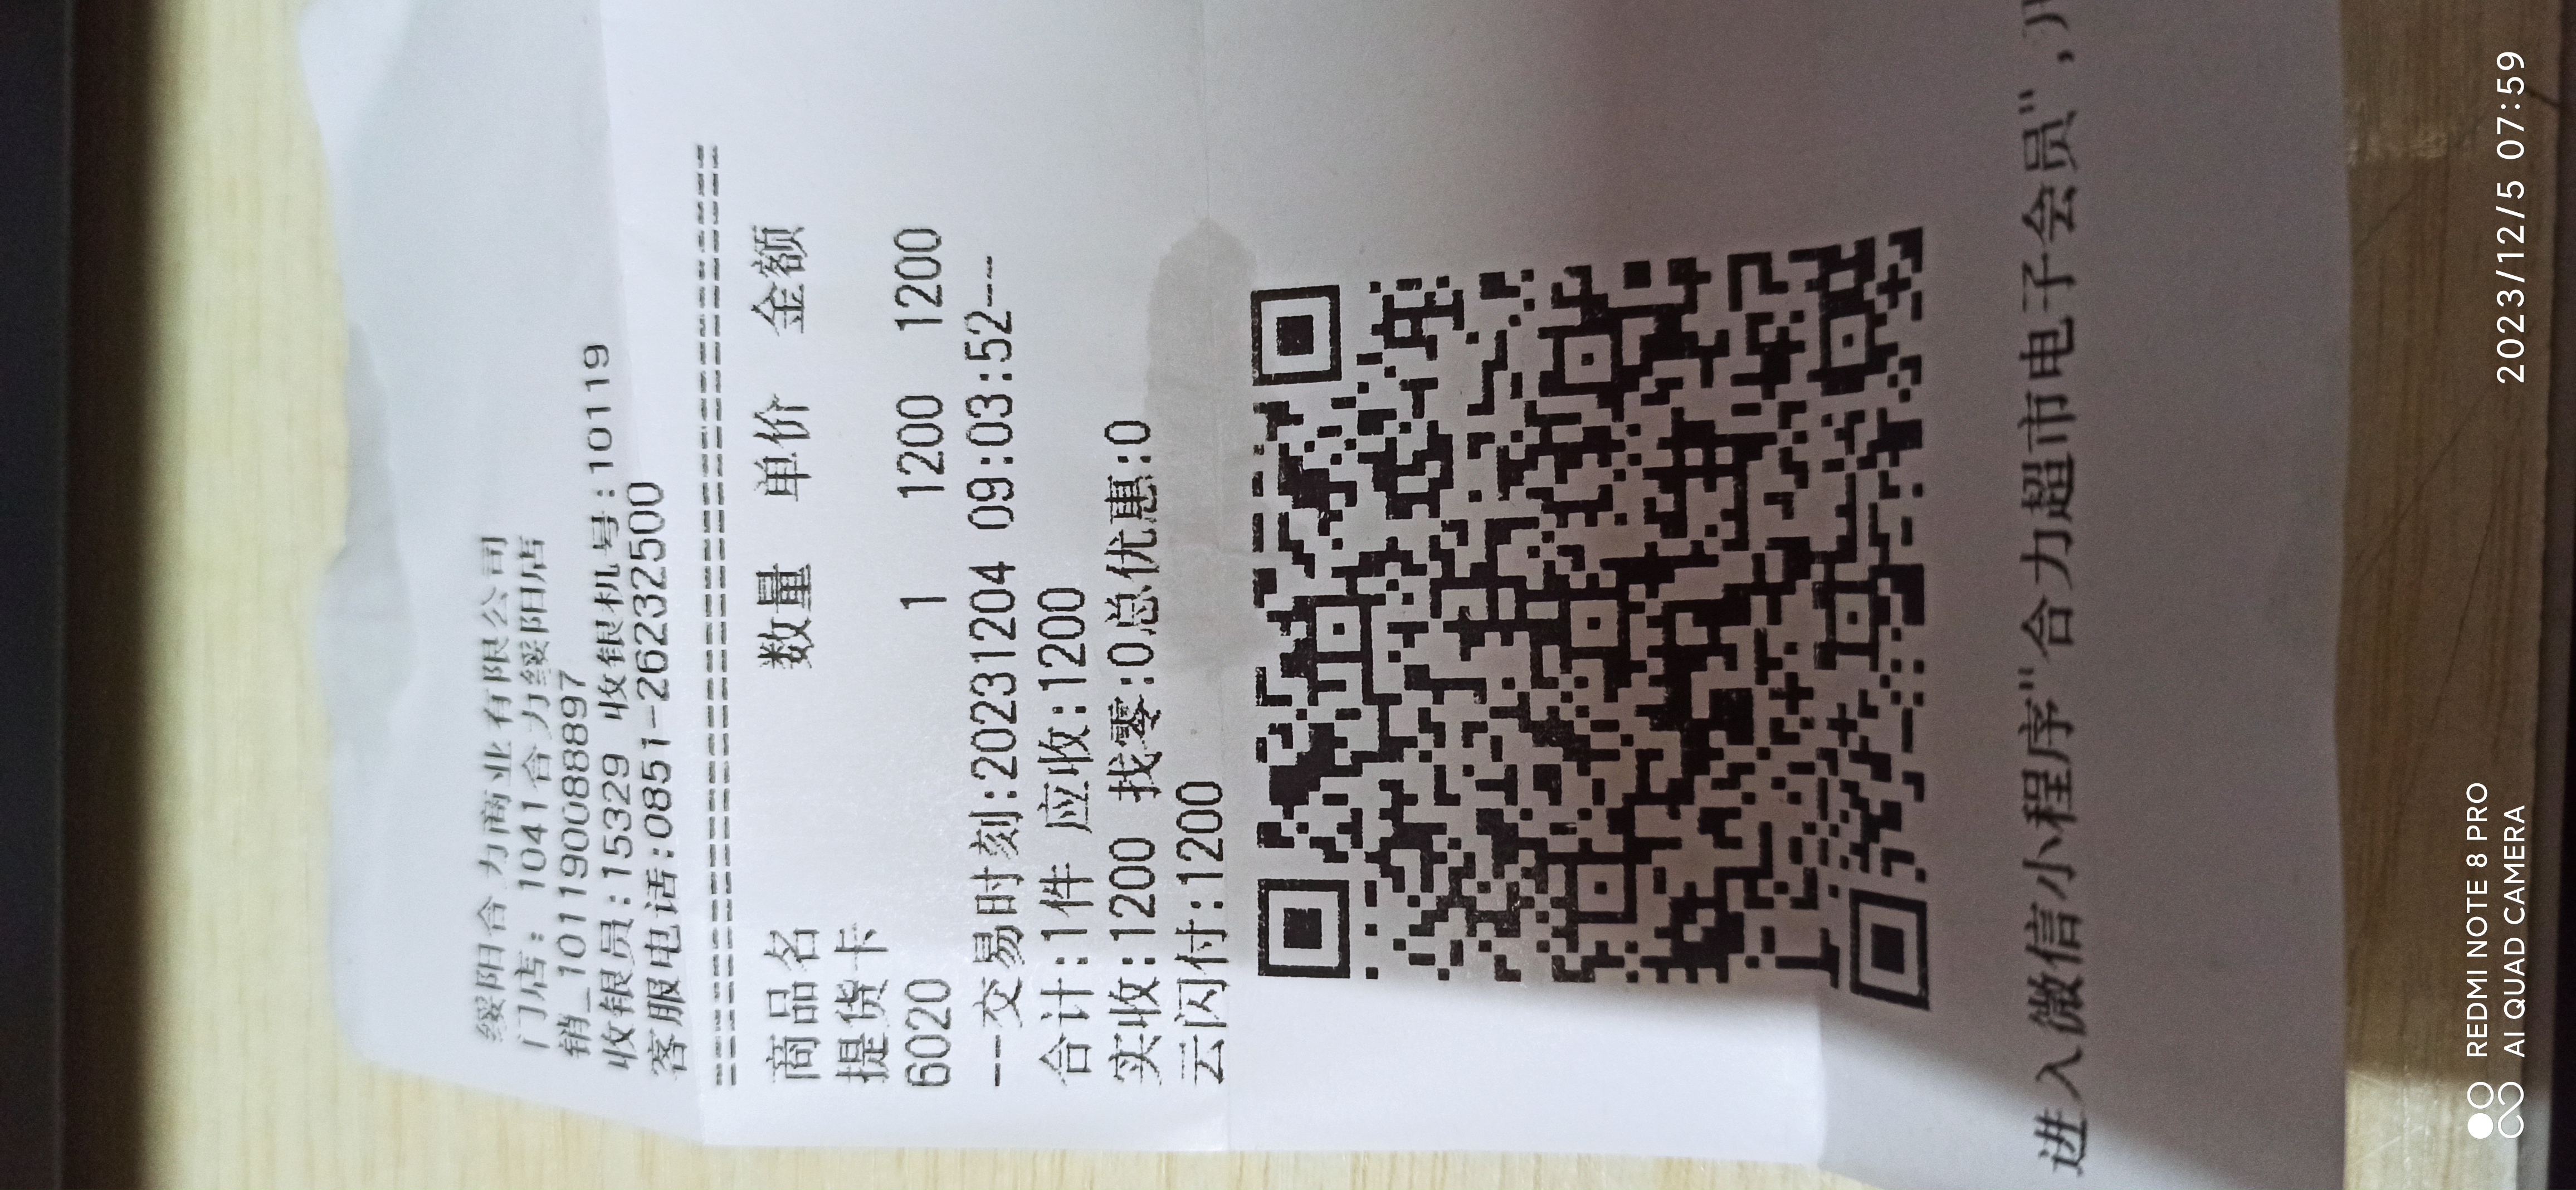 绥阳合力商业有限公司
门店: 1041合力绥阳店
销_1011190088897
收银员:15329 收银机号:10119
客服电话:0851-26232500
商品名 数量 单价 金额
提货卡
6020 1 1200 1200
--交易时刻:20231204 09:03:52---
合计:1件 应收:1200
实收:1200 找零:0总优惠:0
云闪付:1200
进入微信小程序"合力超市电子会员",
REDMI NOTE 8 PRO
AI QUAD CAMERA
2023/12/5 07:59